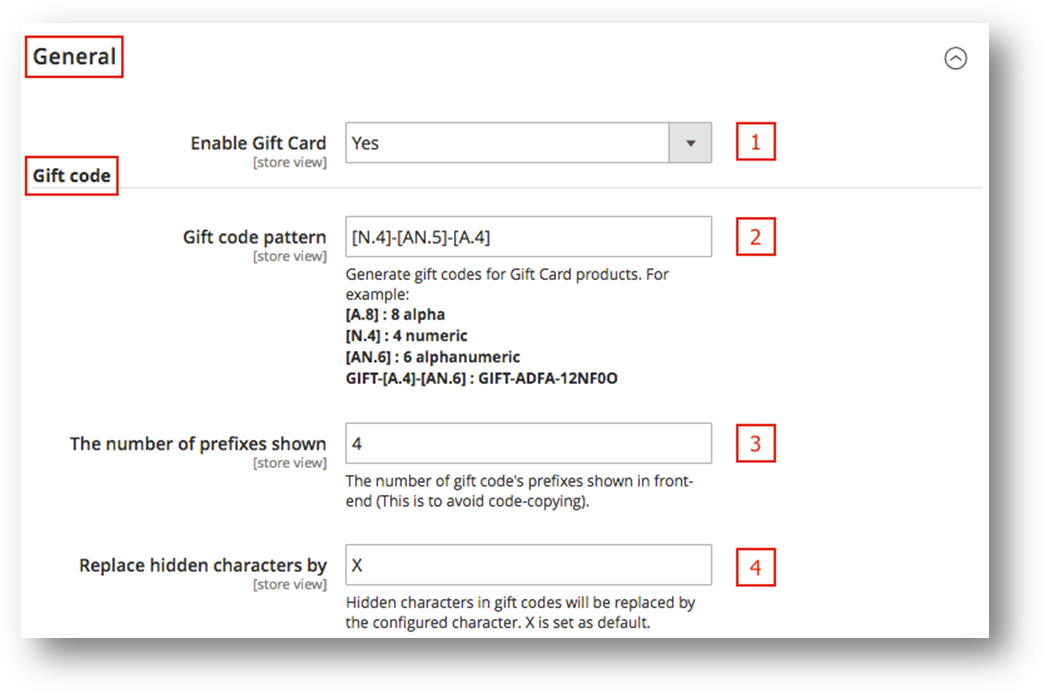 General
Enable Gift Card
Yes
1
[store view]
Gift code
Gift code pattern
[N.4]-[AN.5]-[A.4]
2
[store view]
Generate gift codes for Gift Card products. For
example:
[A.8] : 8 alpha
[N.4] : 4 numeric
[AN.6] : 6 alphanumeric
GIFT-[A.4]-[AN.6] : GIFT-ADFA-12NF0O
The number of prefixes shown
4
3
[store view]
The number of gift code's prefixes shown in front-
end (This is to avoid code-copying).
Replace hidden characters by
X
4
[store view]
Hidden characters in gift codes will be replaced by
the configured character. X is set as default.